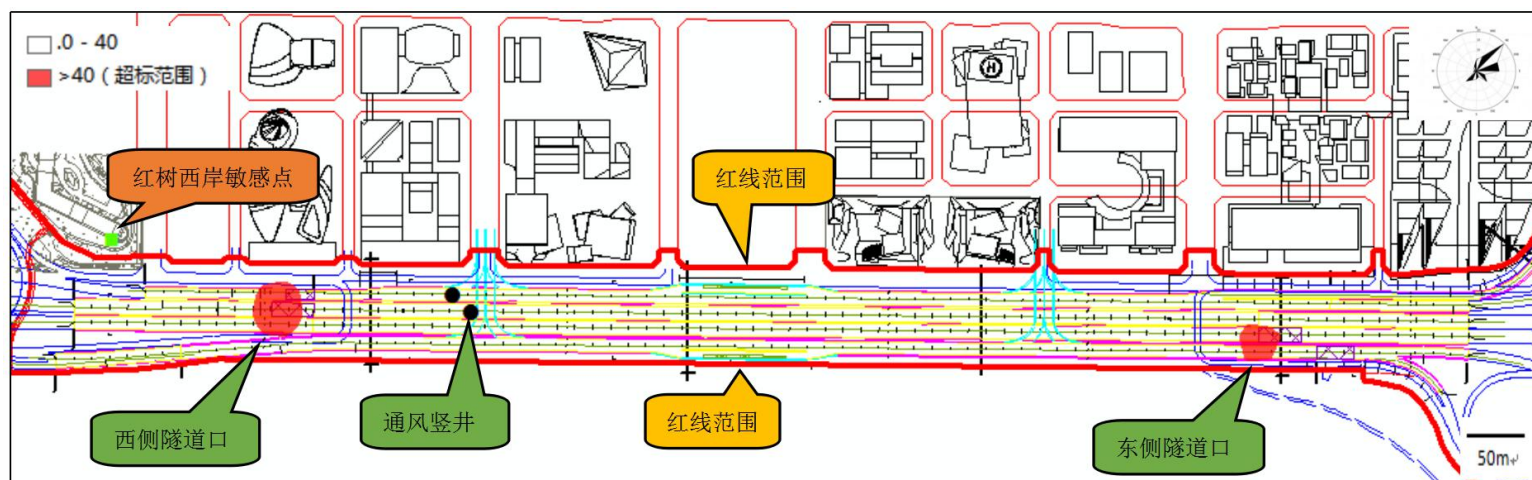 .0 - 40
>40（超标范围）
红树西岸敏感点
红线范围
H
西侧隧道口
通风竖井
红线范围
东侧隧道口
50m